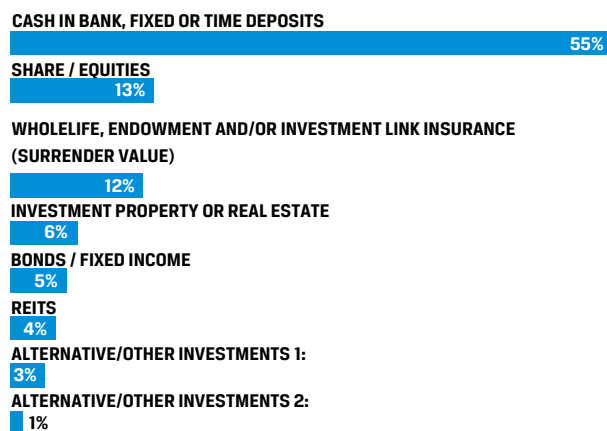 CASH IN BANK, FIXED OR TIME DEPOSITS
55%
SHARE / EQUITIES
13%
WHOLELIFE, ENDOWMENT AND/OR INVESTMENT LINK INSURANCE
(SURRENDER VALUE)
12%
INVESTMENT PROPERTY OR REAL ESTATE
6%
BONDS / FIXED INCOME
5%
REITS
4%
ALTERNATIVE/OTHER INVESTMENTS 1:
3%
ALTERNATIVE/OTHER INVESTMENTS 2:
1%